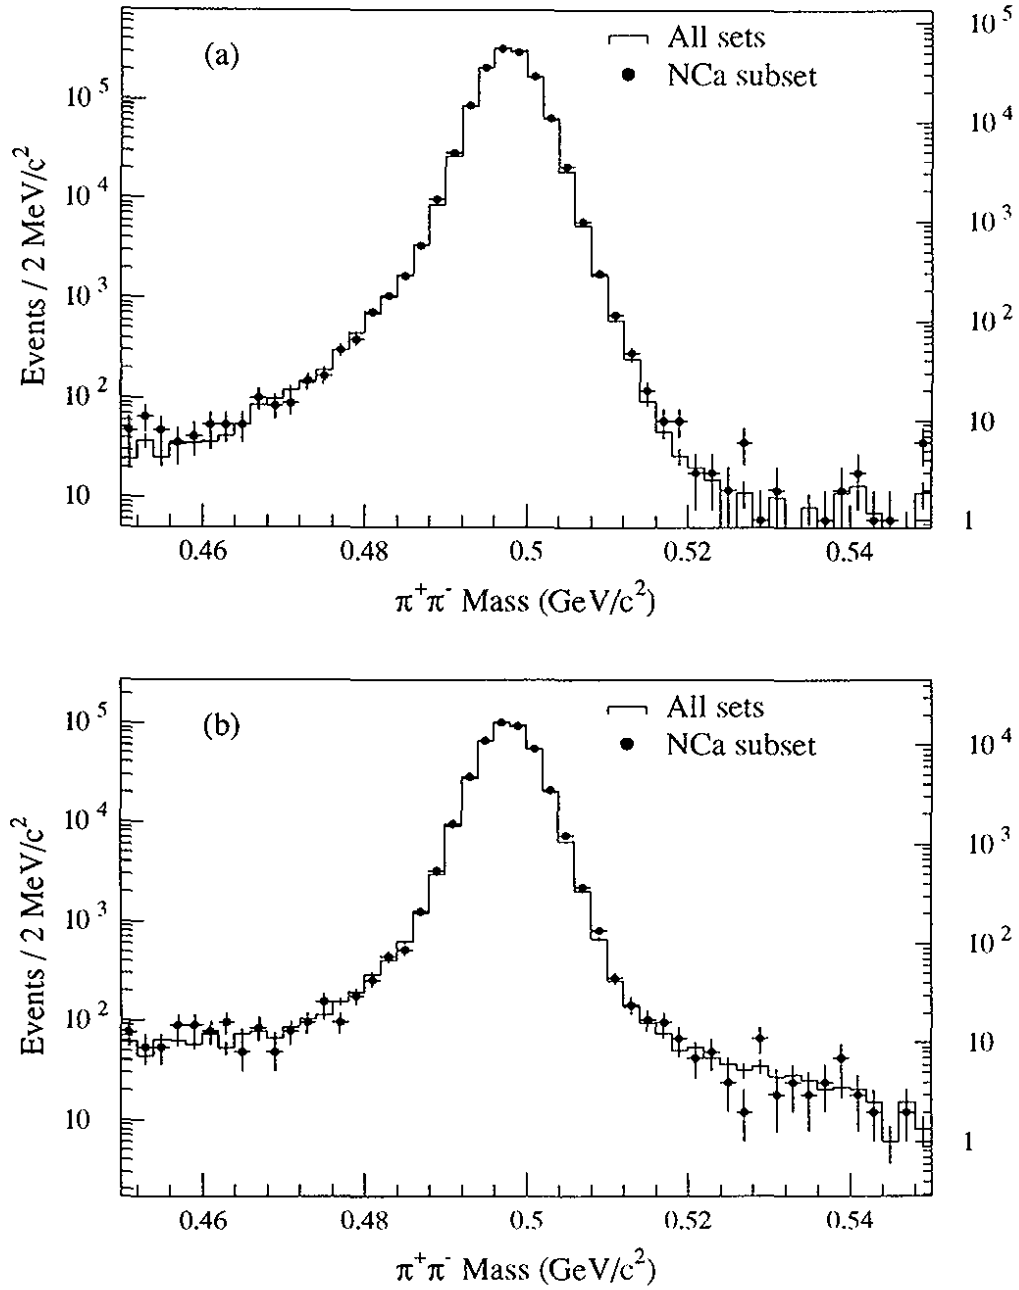 (a)
All sets
NCa subset
10^5
10^4
10^3
10^2
10
Events / 2 MeV/c^2
10^5
10^4
10^3
10^2
10
1
0.46 0.48 0.5 0.52 0.54
π^+π^- Mass (GeV/c^2)
(b)
All sets
NCa subset
10^5
10^4
10^3
10^2
10
Events / 2 MeV/c^2
10^4
10^3
10^2
10
1
0.46 0.48 0.5 0.52 0.54
π^+π^- Mass (GeV/c^2)